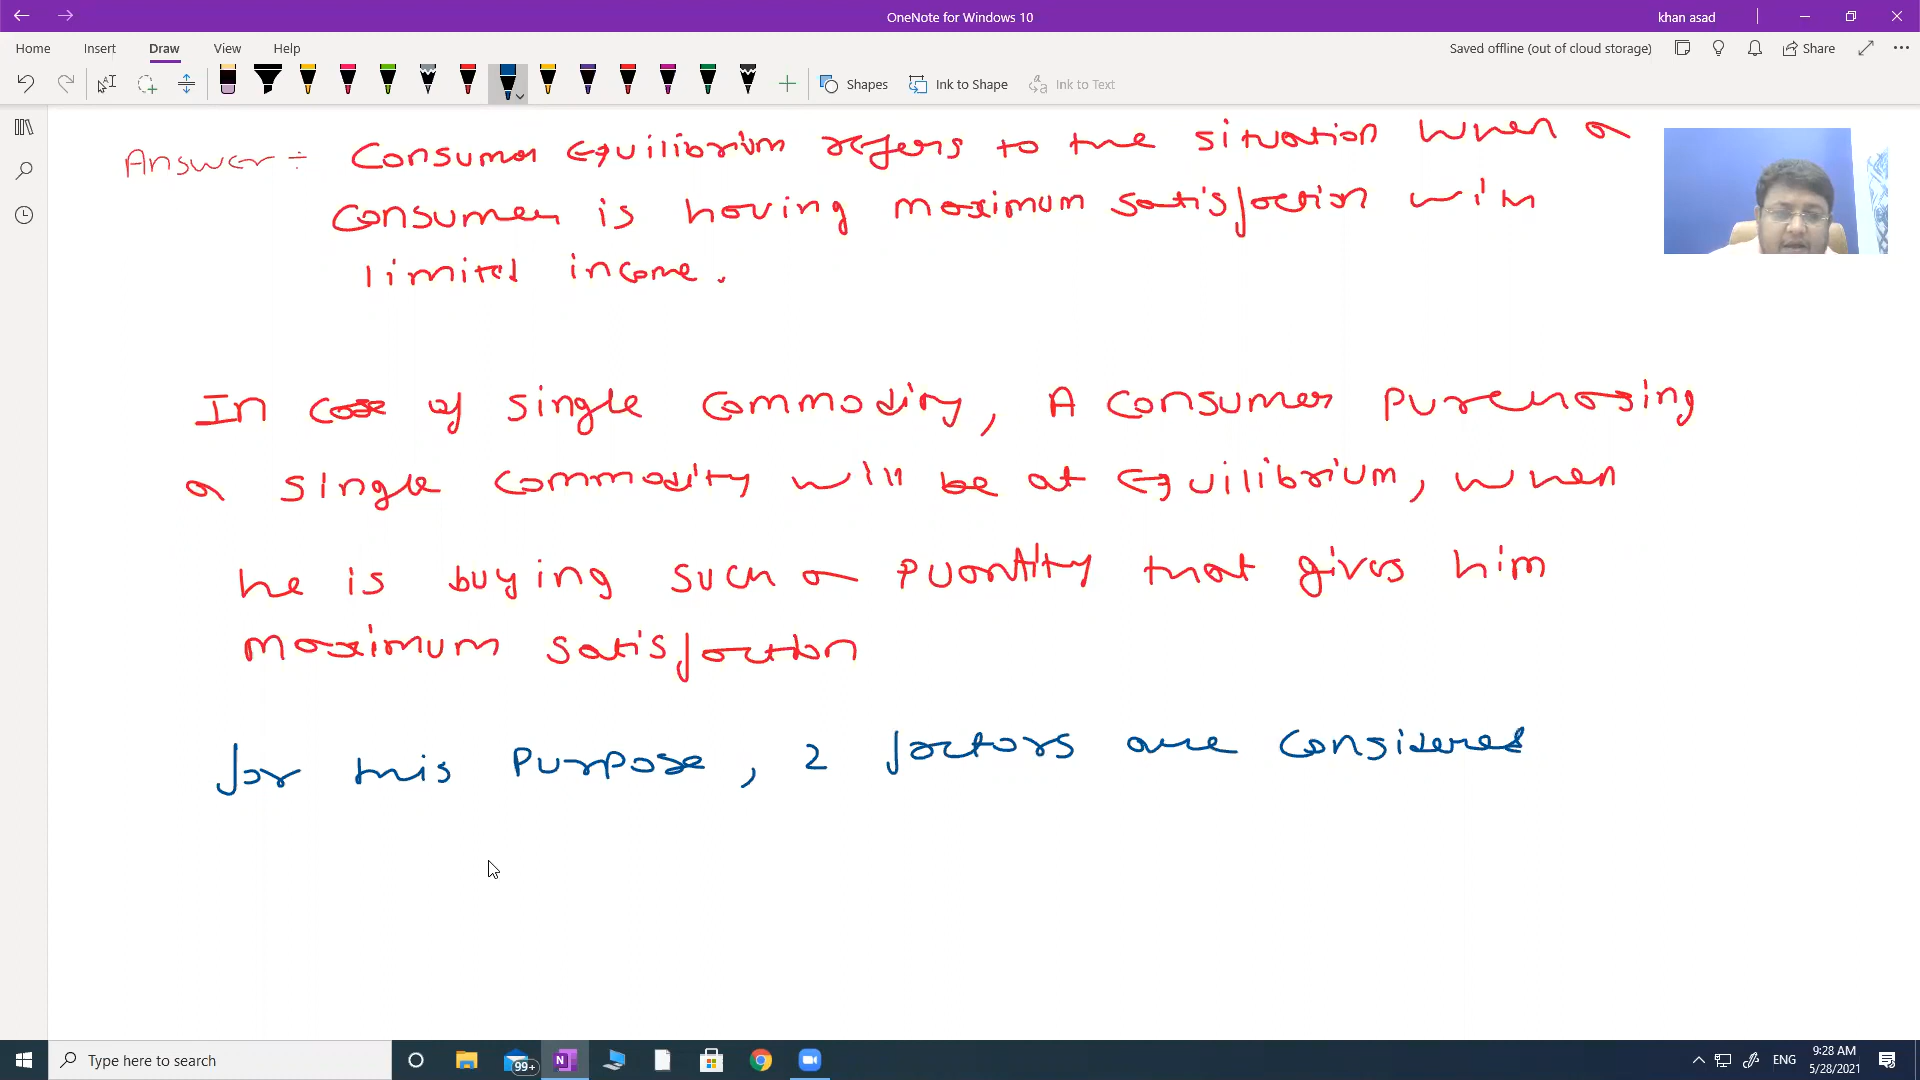 OneNote for Windows 10
khan asad
Home Insert Draw View Help
Saved offline (out of cloud storage)
Share
Shapes
Ink to Shape
Ink to Text
Answer :- Consumer Equilibrium refers to the situation when a
consumer is having maximum satisfaction with
limited income.
In case of single commodity, A consumer purchasing
a single commodity will be at Equilibrium, when
he is buying such a quantity that gives him
maximum satisfaction
for this purpose, 2 factors are considered
Type here to search
99+
ENG
9:28 AM
5/28/2021